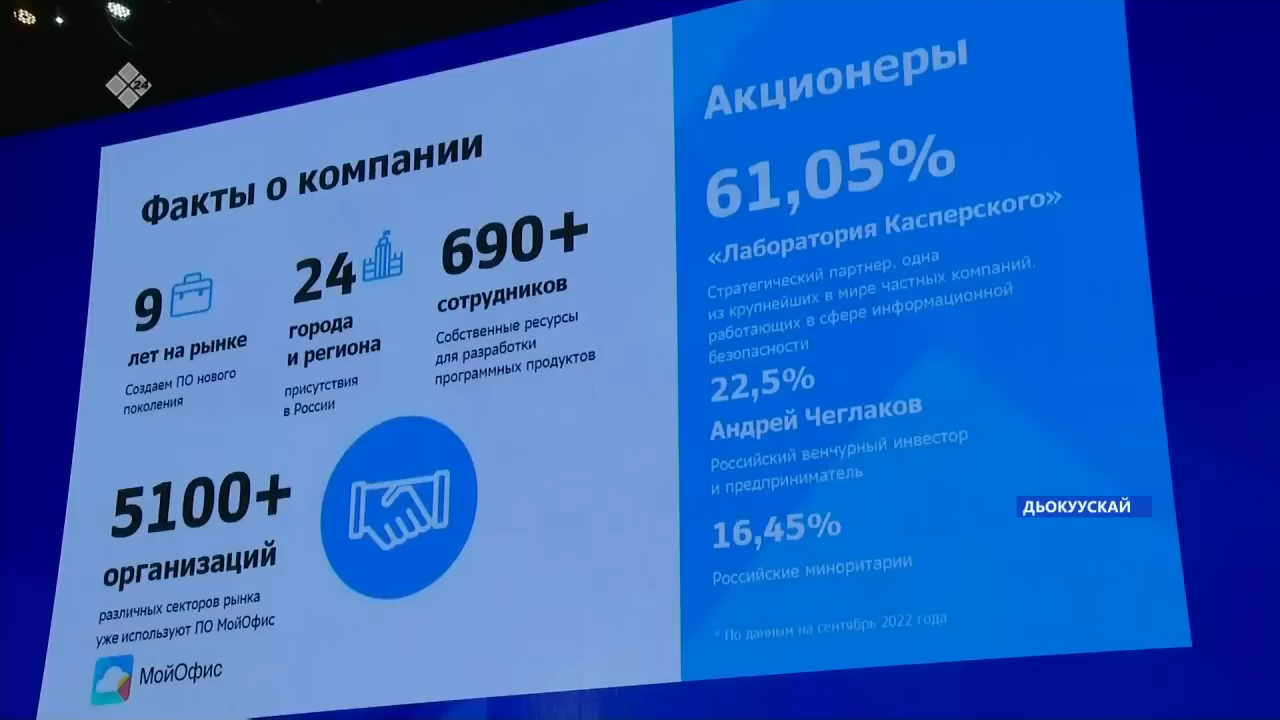 X24
Факты о компании
9
лет на рынке
Создаем ПО нового
поколения
24
города
и региона
присутствия
в России
690+
сотрудников
Собственные ресурсы
для разработки
программных продуктов
5100+
организаций
различных секторов рынка
уже используют ПО МойОфис
МойОфис
Акционеры
61,05%
«Лаборатория Касперского»
Стратегический партнер, одна
из крупнейших в мире частных компаний,
работающих в сфере информационной
безопасности
22,5%
Андрей Чеглаков
Российский венчурный инвестор
и предприниматель
16,45%
Российские миноритарии
* По данным на сентябрь 2022 года
ДЬОКУУСКАЙ